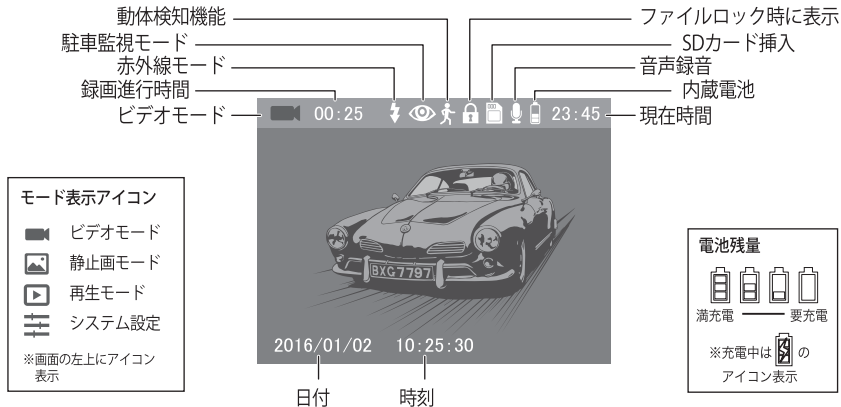 動体検知機能
駐車監視モード
赤外線モード
録画進行時間
ビデオモード
ファイルロック時に表示
SDカード挿入
音声録音
内蔵電池
現在時間
00:25
23:45
モード表示アイコン
ビデオモード
静止画モード
再生モード
システム設定
※画面の左上にアイコン
表示
BXG7797
2016/01/02 10:25:30
日付
時刻
電池残量
満充電
要充電
※充電中は の
アイコン表示